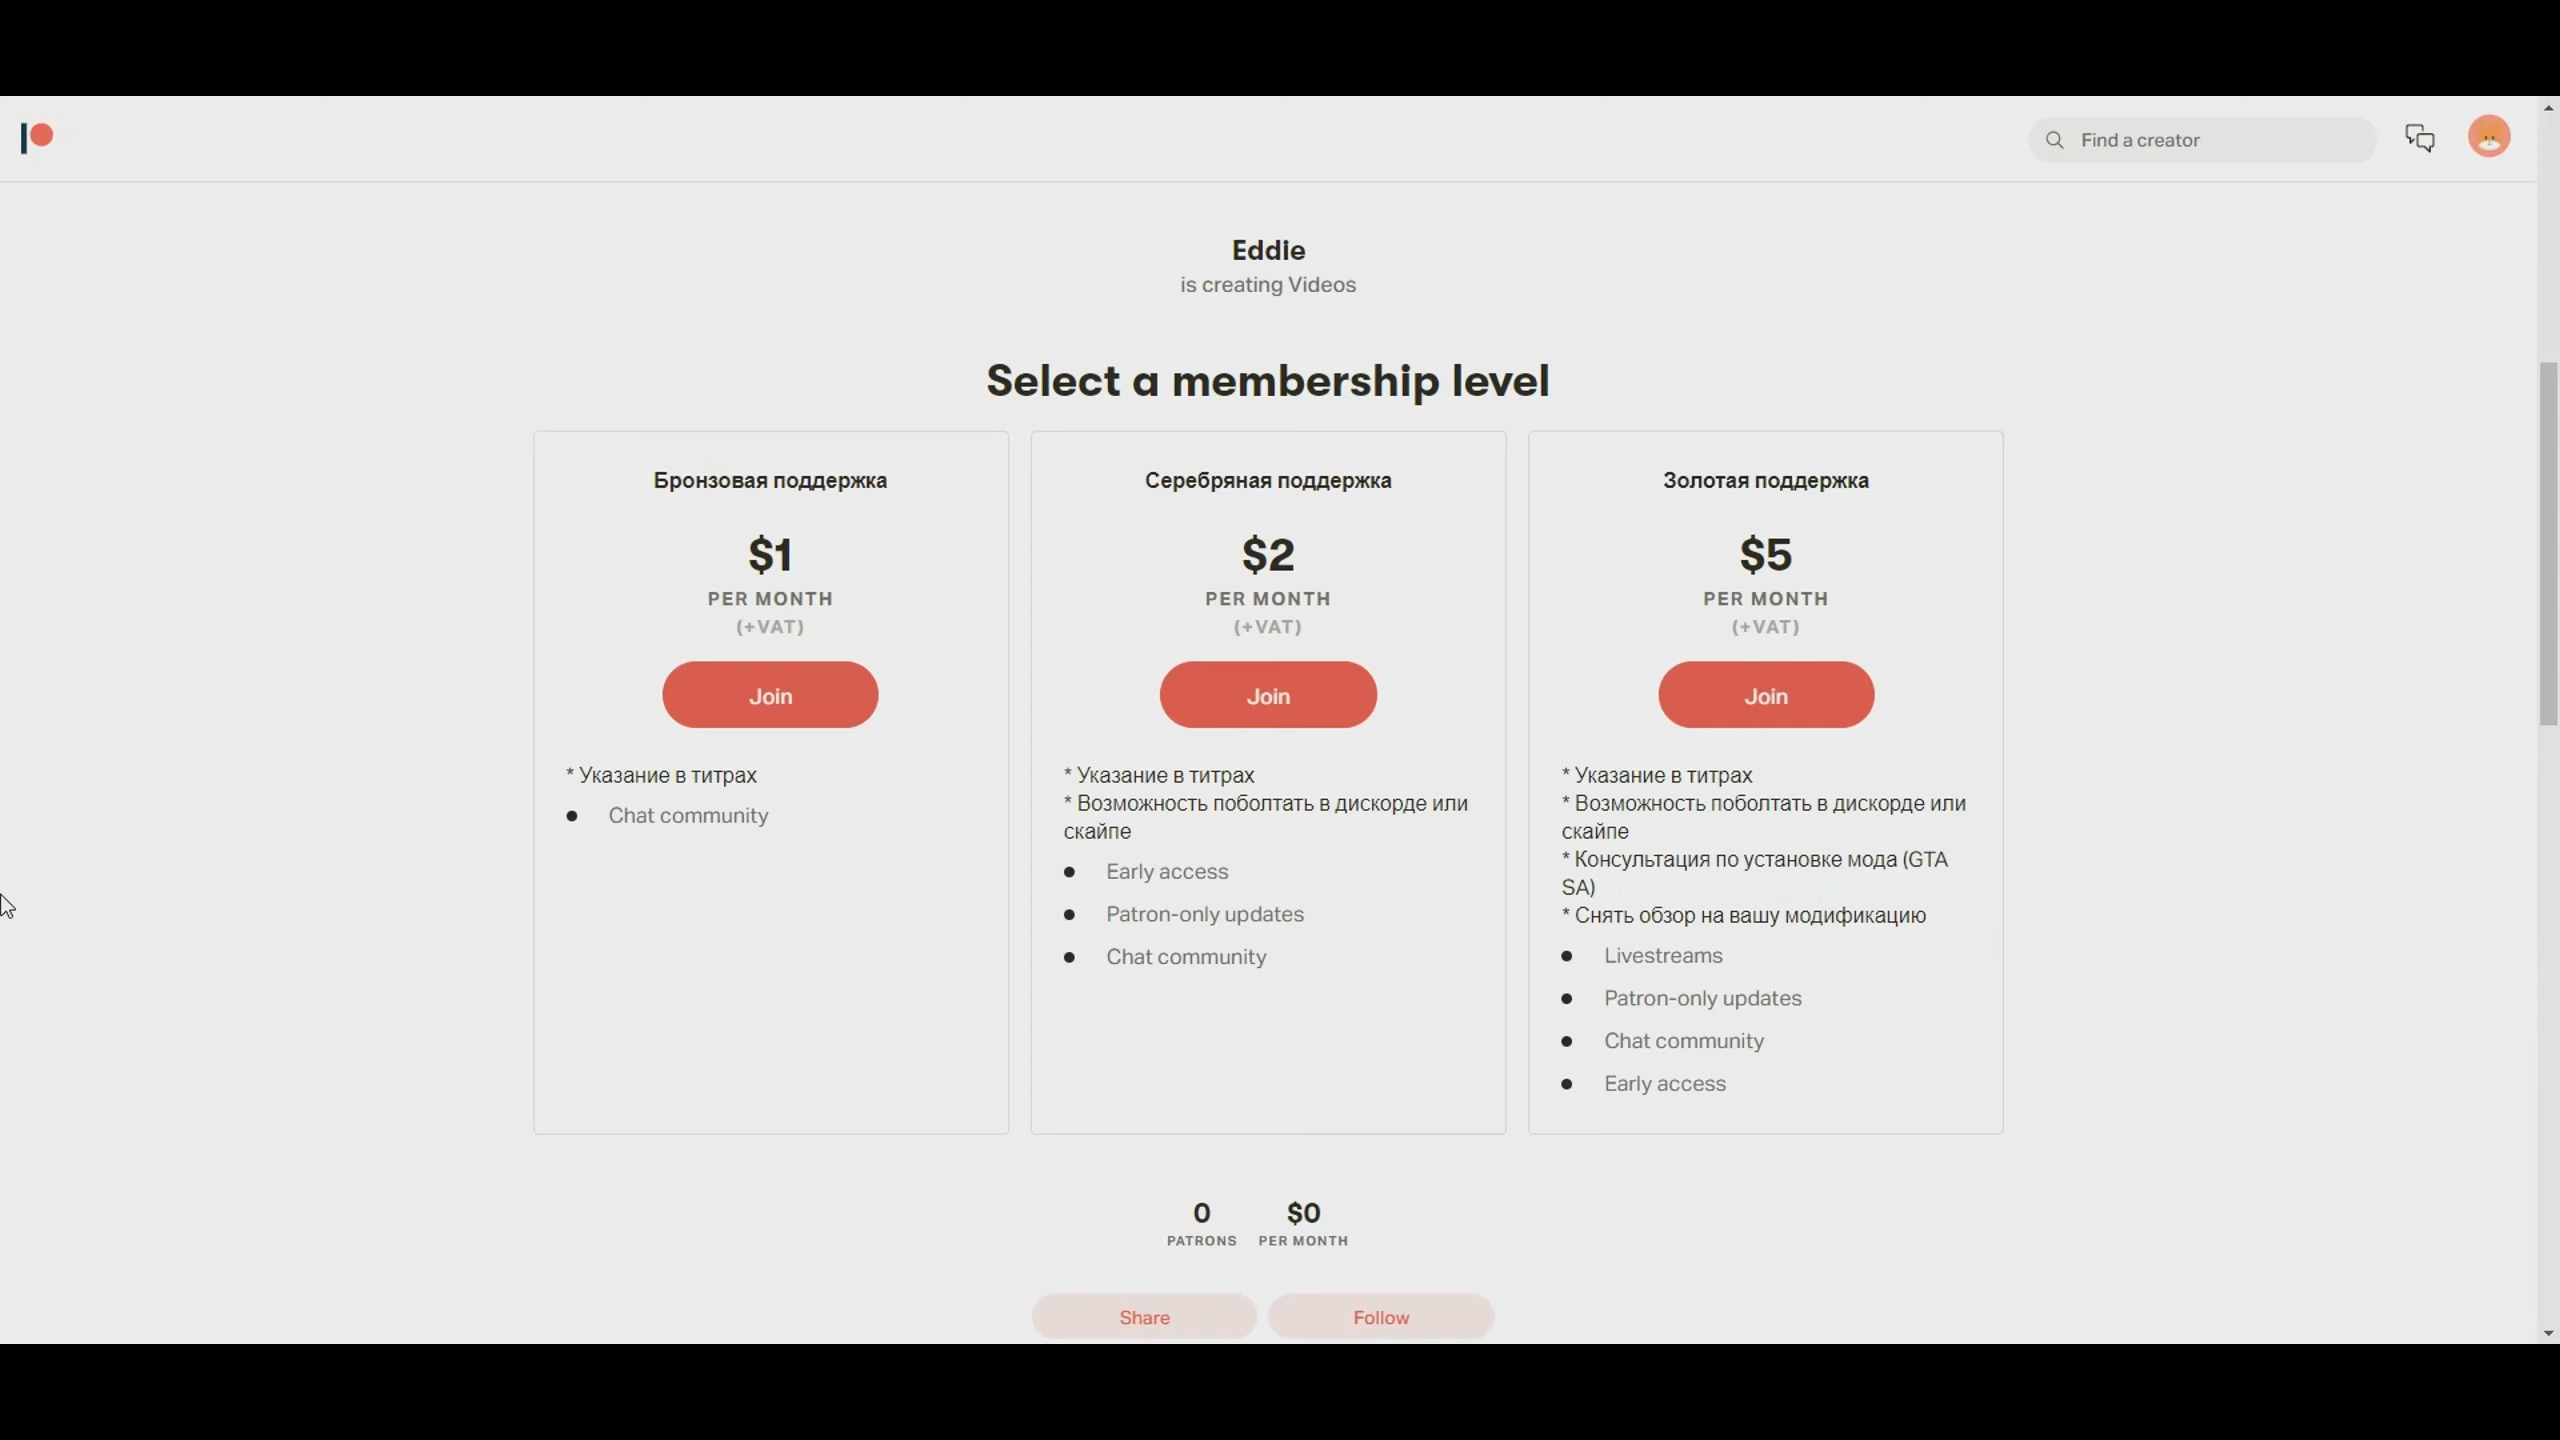 Find a creator
Eddie
is creating Videos
Select a membership level
Бронзовая поддержка
$1
PER MONTH
(+VAT)
Join
* Указание в титрах
Chat community
Серебряная поддержка
$2
PER MONTH
(+VAT)
Join
* Указание в титрах
* Возможность поболтать в дискорде или
скайпе
Early access
Patron-only updates
Chat community
Золотая поддержка
$5
PER MONTH
(+VAT)
Join
* Указание в титрах
* Возможность поболтать в дискорде или
скайпе
* Консультация по установке мода (GTA
SA)
* Снять обзор на вашу модификацию
Livestreams
Patron-only updates
Chat community
Early access
0
PATRONS
$0
PER MONTH
Share
Follow